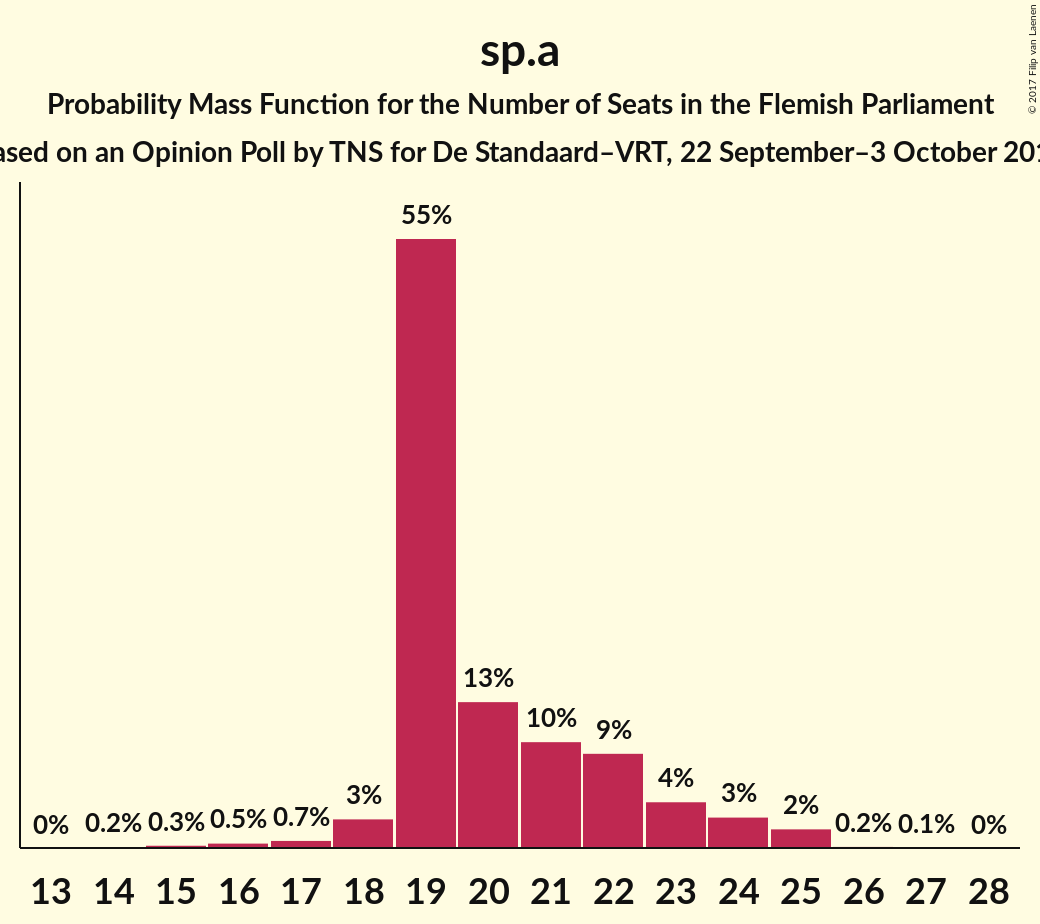 sp.a
Probability Mass Function for the Number of Seats in the Flemish Parliament
on an Opinion Poll by TNS for De Standaard–VRT, 22 September–3 October
© 2017 Filip van Laenen
55%
13%
10%
9%
4%
3%
3%
2%
0% 0.2% 0.3% 0.5% 0.7% 0.2% 0.1% 0%
13 14 15 16 17 18 19 20 21 22 23 24 25 26 27 28